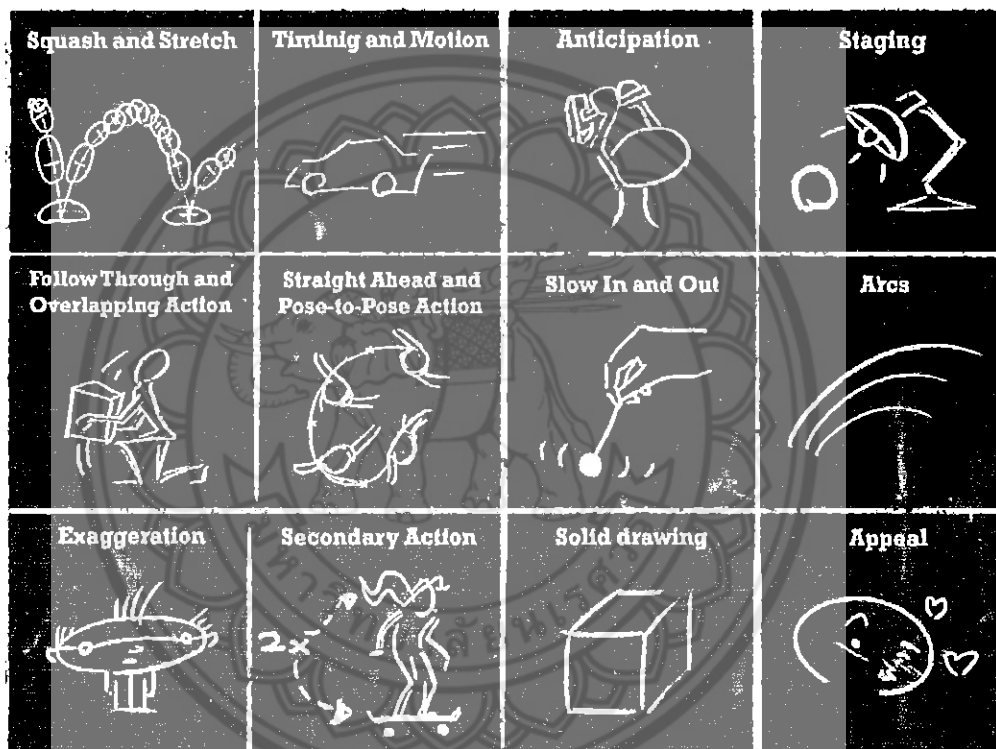 Squash and Stretch
Timinig and Motion
Anticipation
Staging
Follow Through and
Overlapping Action
Straight Ahead and
Pose-to-Pose Action
Slow In and Out
Arcs
Exaggeration
Secondary Action
2x
Solid drawing
Appeal